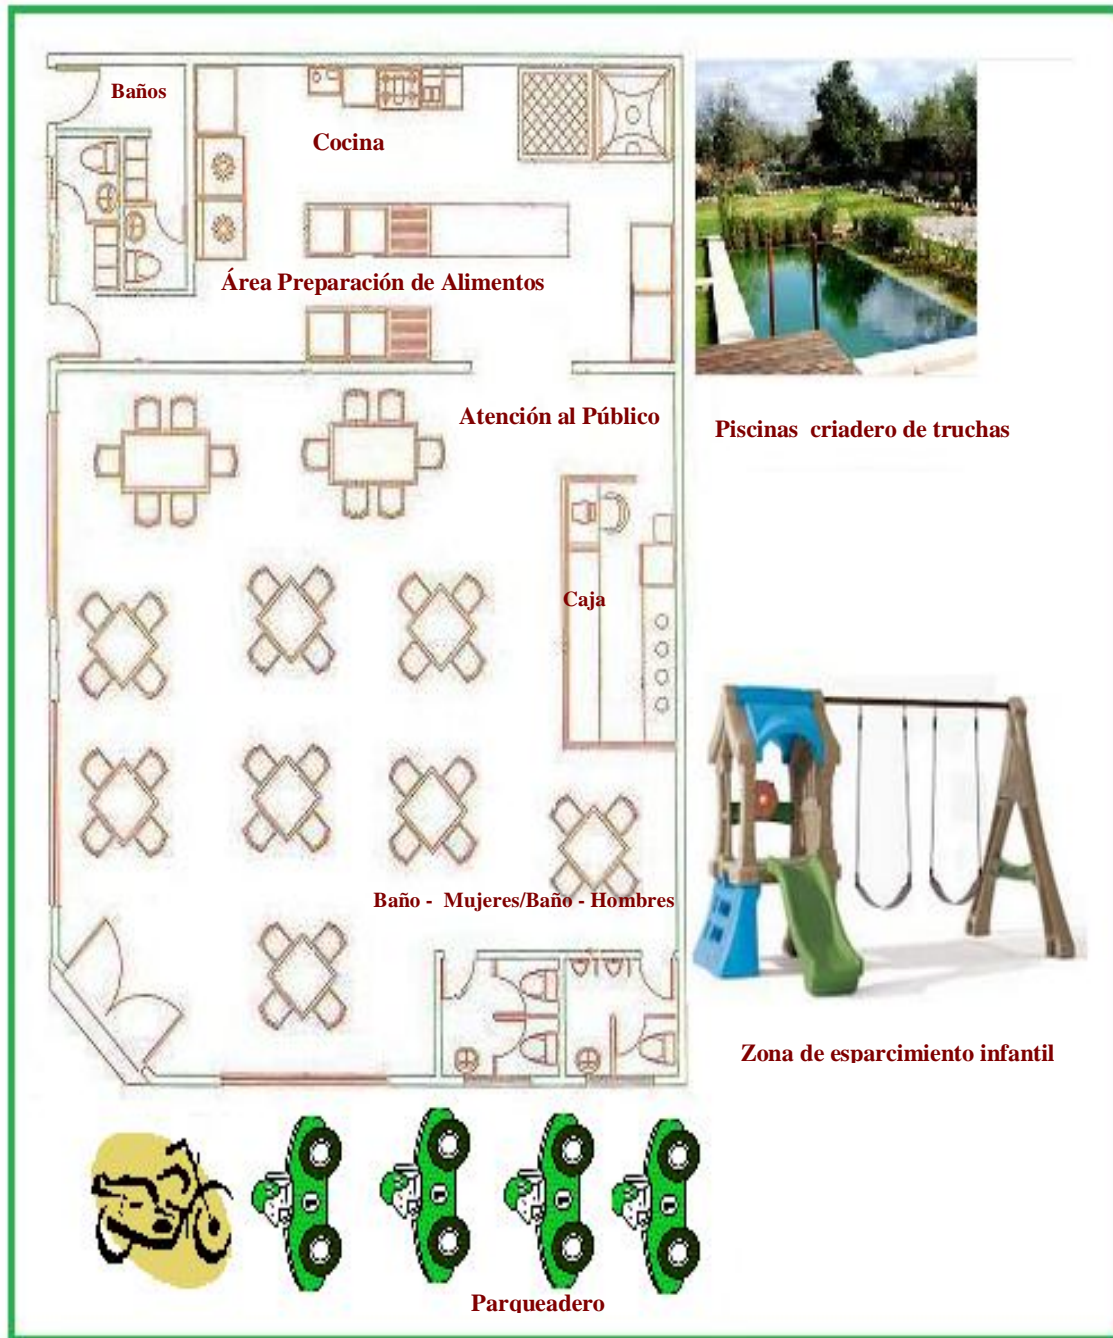 Baños
Cocina
Área Preparación de Alimentos
Atención al Público
Piscinas criadero de truchas
Caja
Baño - Mujeres/Baño - Hombres
Zona de esparcimiento infantil
Parqueadero